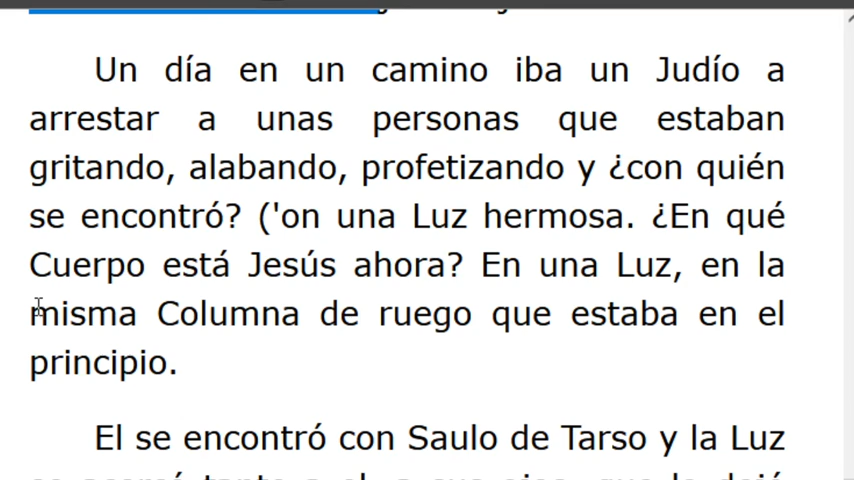 Un día en un camino iba un Judío a
arrestar a unas personas que estaban
gritando, alabando, profetizando y ¿con quién
se encontró? ('on una Luz hermosa. ¿En qué
Cuerpo está Jesús ahora? En una Luz, en la
misma Columna de ruego que estaba en el
principio.
El se encontró con Saulo de Tarso y la Luz